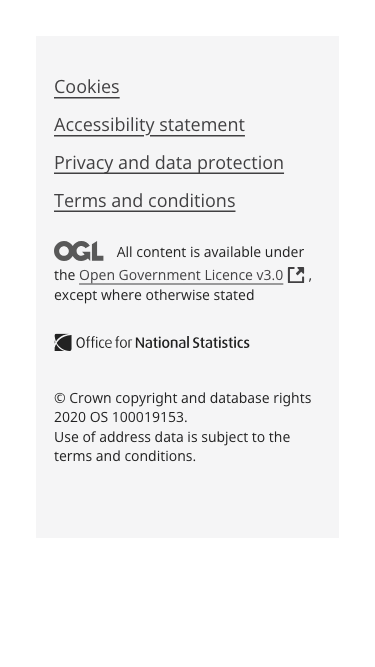 Cookies
Accessibility statement
Privacy and data protection
Terms and conditions
OGL All content is available under
the Open Government Licence v3.0 ,
except where otherwise stated
Office for National Statistics
© Crown copyright and database rights
2020 OS 100019153.
Use of address data is subject to the
terms and conditions.